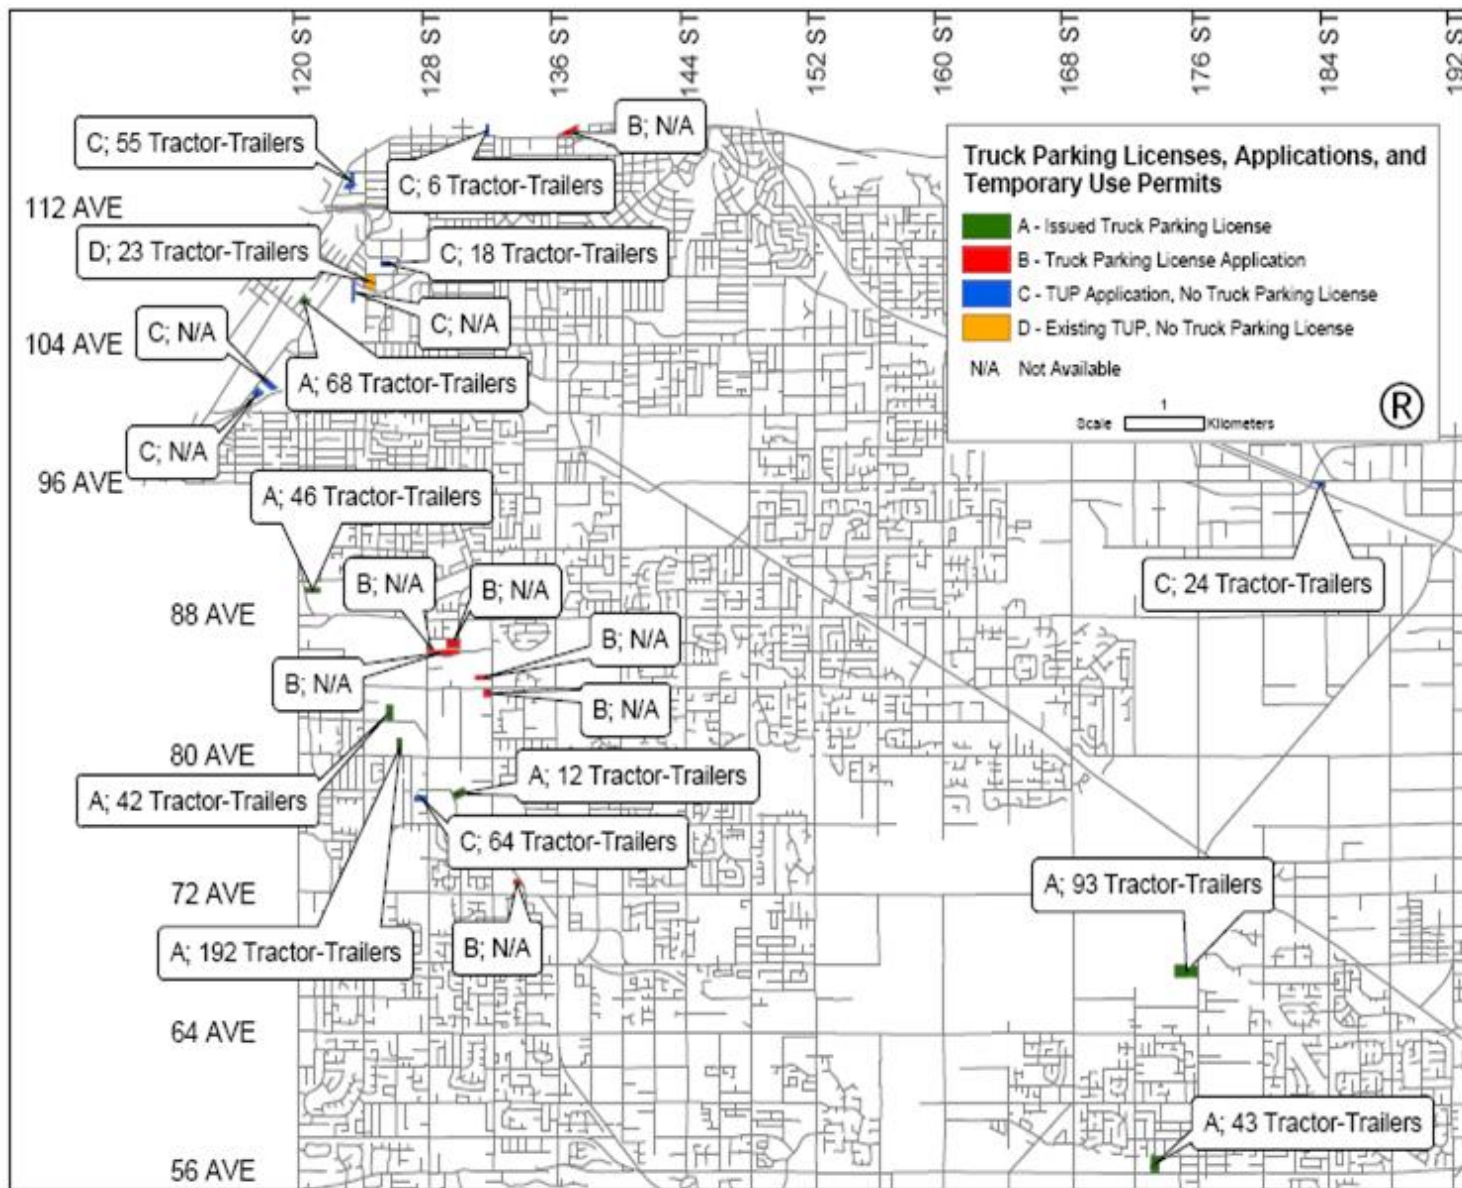 120 ST
128 ST
136 ST
144 ST
152 ST
160 ST
168 ST
176 ST
184 ST
192 ST
C; 55 Tractor-Trailers
B; N/A
C; 6 Tractor-Trailers
Truck Parking Licenses, Applications, and
Temporary Use Permits
A - Issued Truck Parking License
B - Truck Parking License Application
C - TUP Application, No Truck Parking License
D - Existing TUP, No Truck Parking License
N/A Not Available
1
Scale Kilometers
®
112 AVE
D; 23 Tractor-Trailers
C; 18 Tractor-Trailers
C; N/A
C; N/A
104 AVE
A; 68 Tractor-Trailers
C; N/A
96 AVE
A; 46 Tractor-Trailers
B; N/A
B; N/A
C; 24 Tractor-Trailers
88 AVE
B; N/A
B; N/A
B; N/A
80 AVE
A; 12 Tractor-Trailers
A; 42 Tractor-Trailers
C; 64 Tractor-Trailers
72 AVE
A; 93 Tractor-Trailers
A; 192 Tractor-Trailers
B; N/A
64 AVE
A; 43 Tractor-Trailers
56 AVE